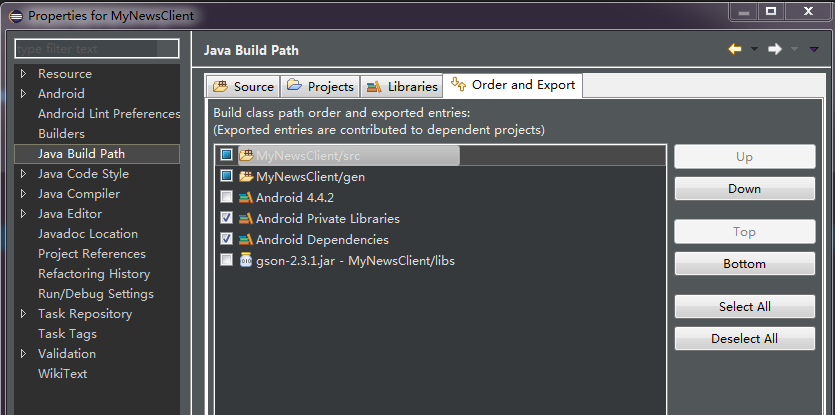 Properties for MyNewsClient
type filter text
Resource
Android
Android Lint Preferences
Builders
Java Build Path
Java Code Style
Java Compiler
Java Editor
Javadoc Location
Project References
Refactoring History
Run/Debug Settings
Task Repository
Task Tags
Validation
WikiText
Java Build Path
Source Projects Libraries Order and Export
Build class path order and exported entries:
(Exported entries are contributed to dependent projects)
MyNewsClient/src
MyNewsClient/gen
Android 4.4.2
Android Private Libraries
Android Dependencies
gson-2.3.1.jar - MyNewsClient/libs
Up
Down
Top
Bottom
Select All
Deselect All